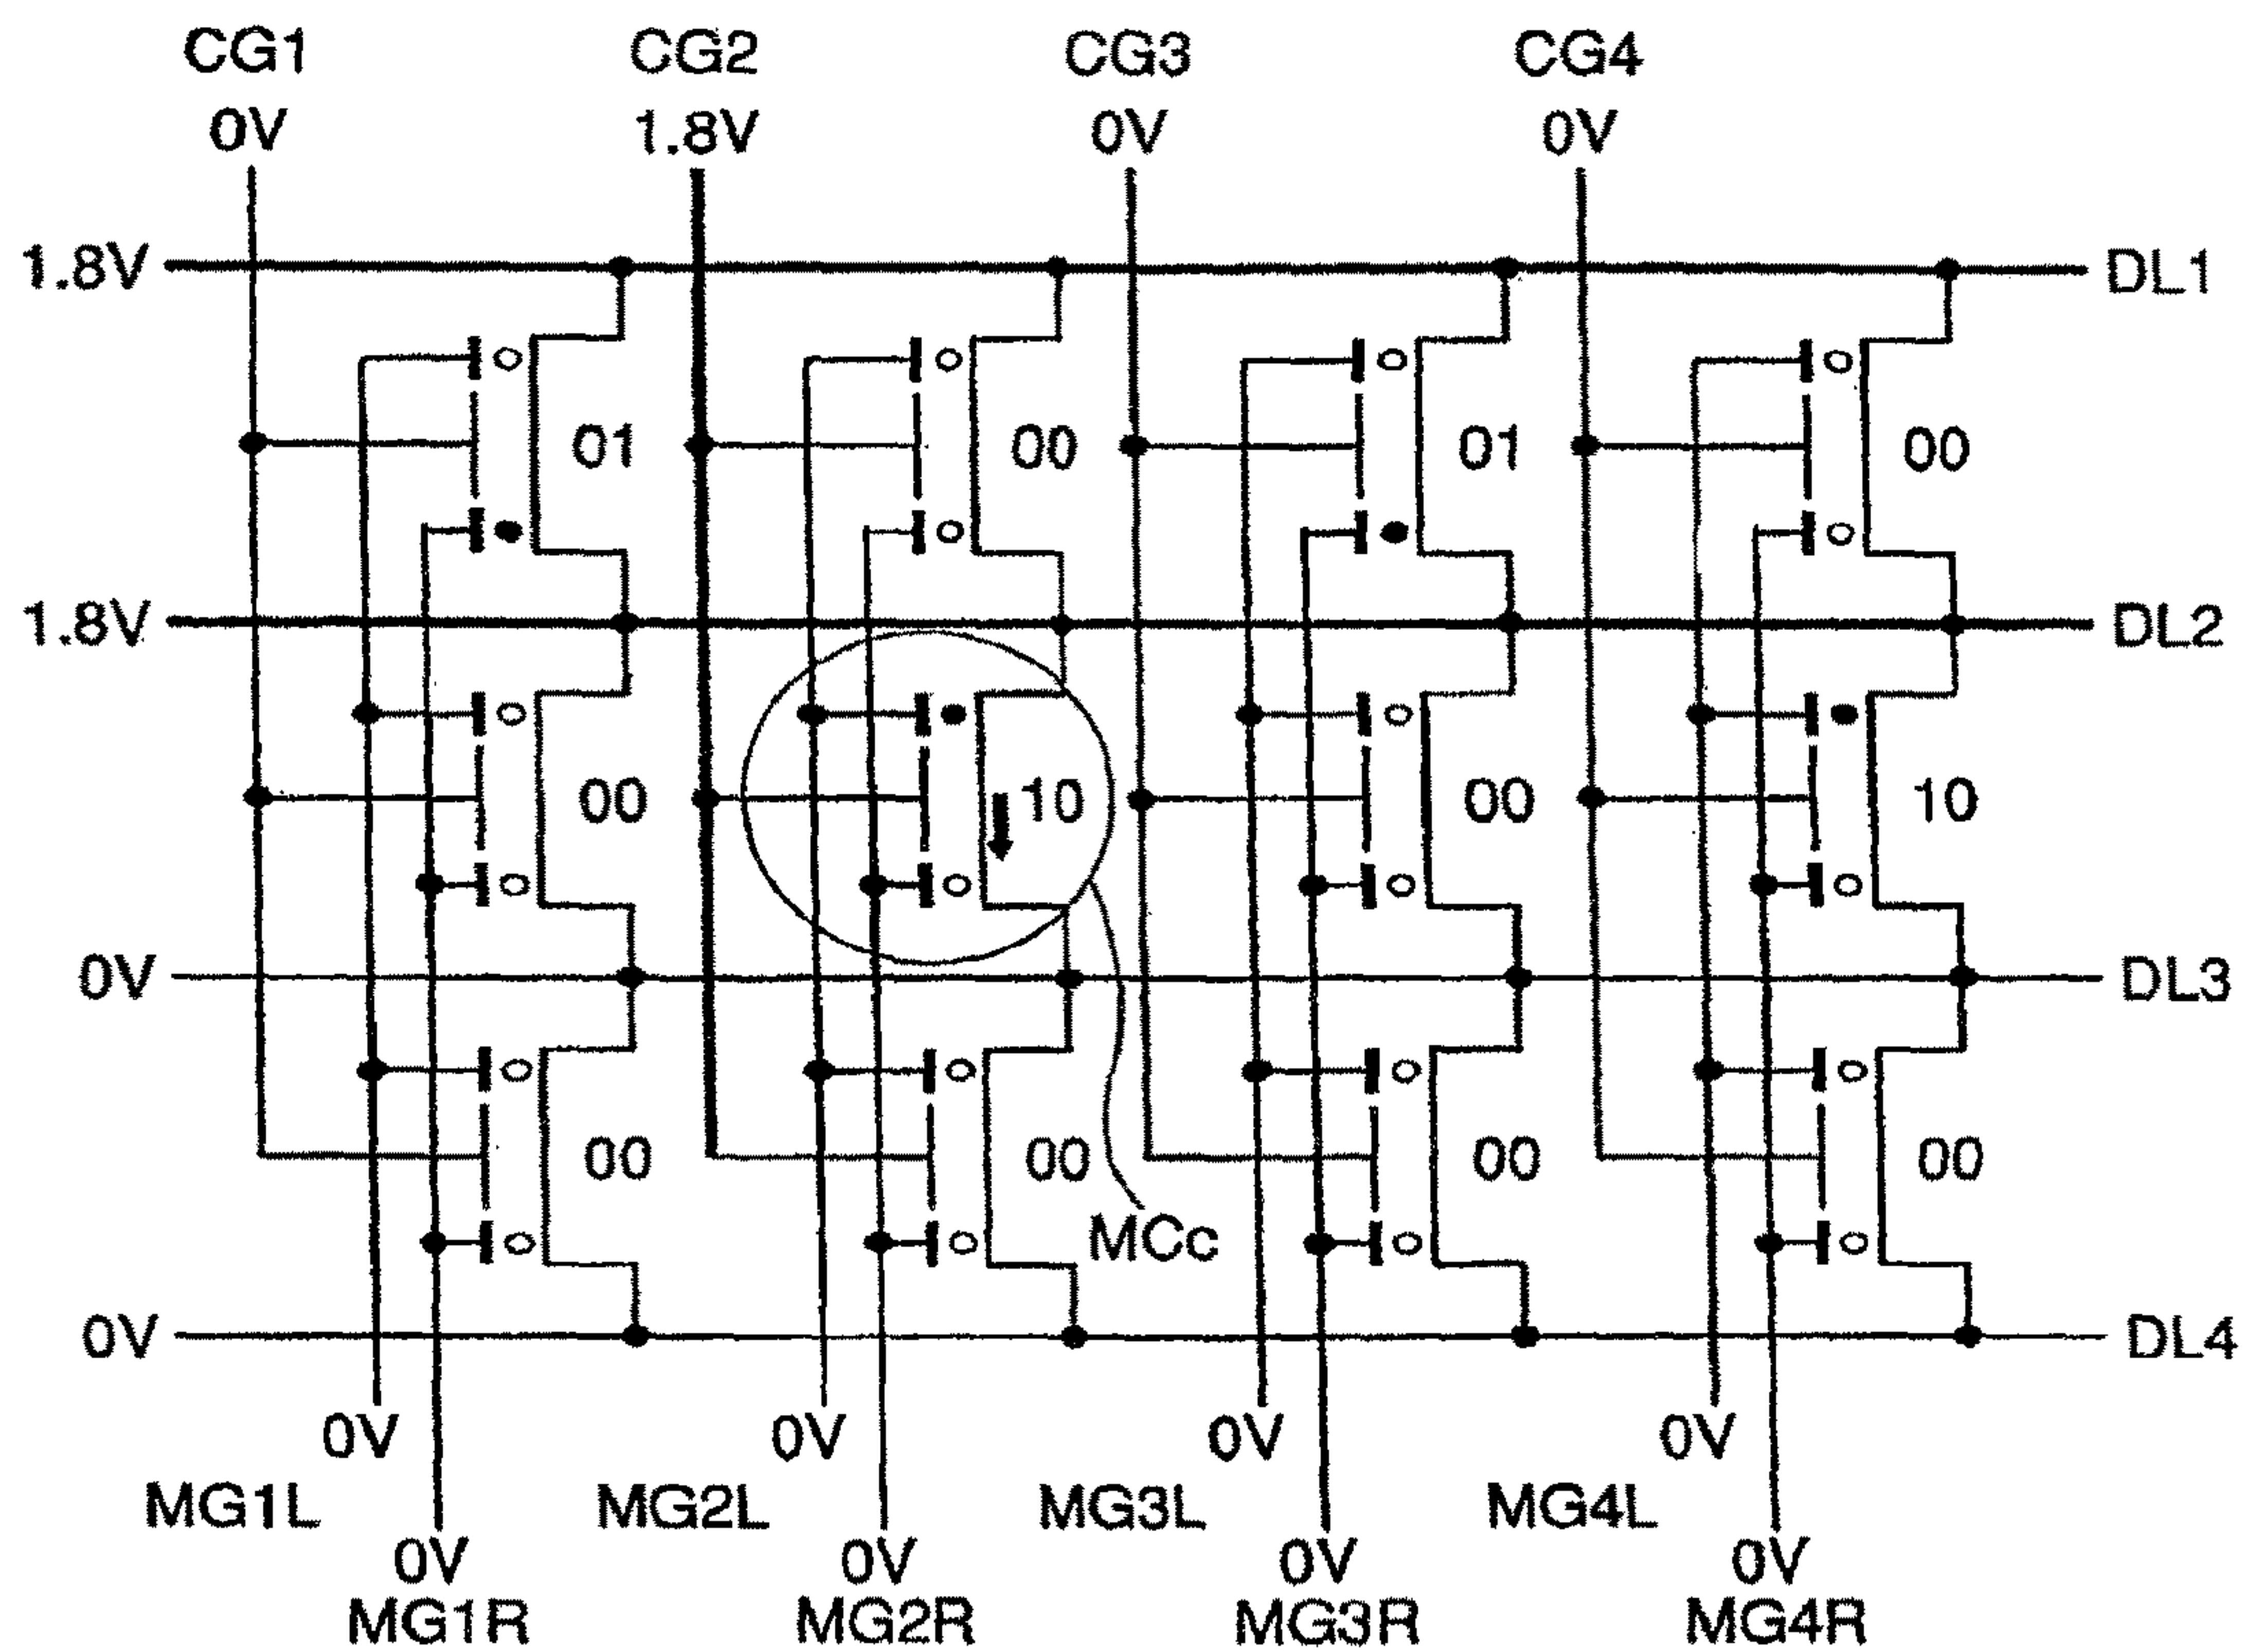 CG1 CG2 CG3 CG4
0V 1.8V 0V 0V
1.8V DL1
01 00 01 00
1.8V DL2
00 10 00 10
0V DL3
00 00 00 00
MCc
0V DL4
0V 0V 0V 0V
MG1L MG2L MG3L MG4L
0V 0V 0V 0V
MG1R MG2R MG3R MG4R